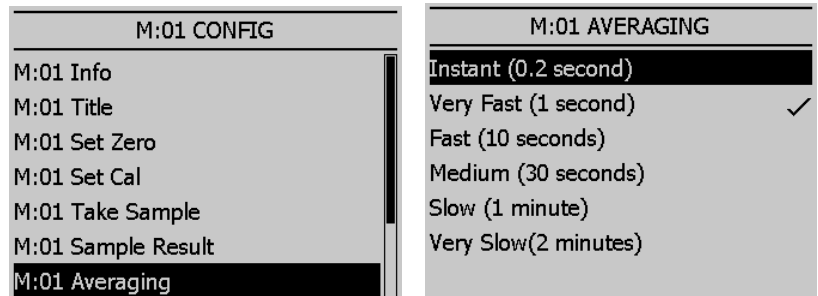 M:01 CONFIG
M:01 Info
M:01 Title
M:01 Set Zero
M:01 Set Cal
M:01 Take Sample
M:01 Sample Result
M:01 Averaging
M:01 AVERAGING
Instant (0.2 second)
Very Fast (1 second)
Fast (10 seconds)
Medium (30 seconds)
Slow (1 minute)
Very Slow(2 minutes)